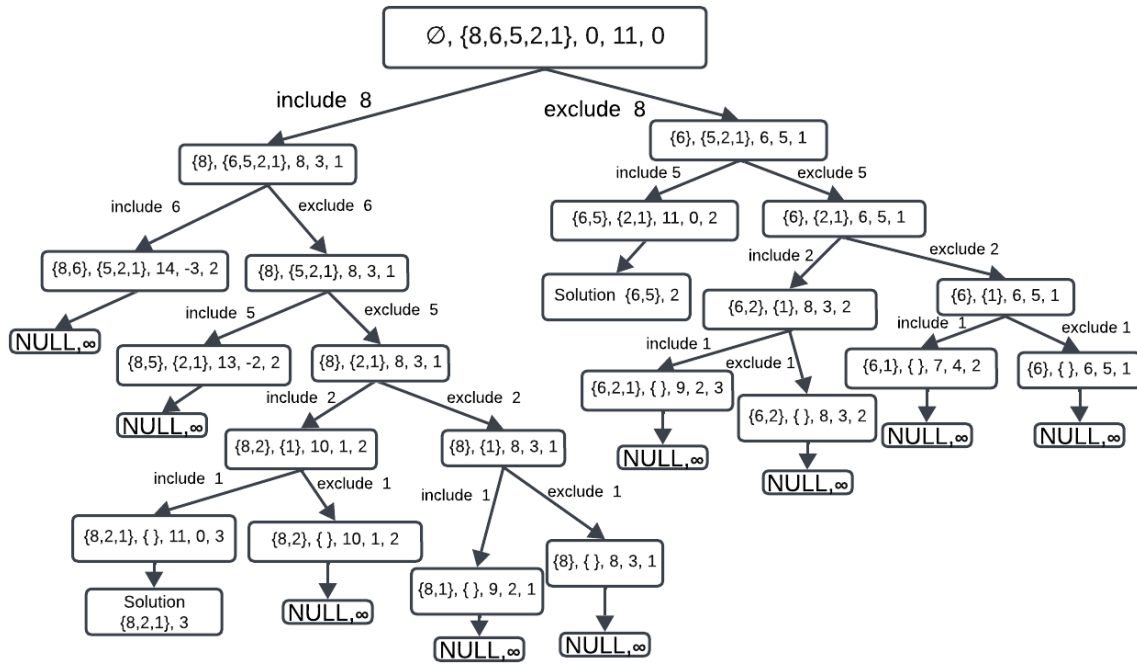 ∅, {8,6,5,2,1}, 0, 11, 0
include 8
exclude 8
{8}, {6,5,2,1}, 8, 3, 1
{6}, {5,2,1}, 6, 5, 1
include 6
exclude 6
include 5
exclude 5
{8,6}, {5,2,1}, 14, -3, 2
{8}, {5,2,1}, 8, 3, 1
{6,5}, {2,1}, 11, 0, 2
{6}, {2,1}, 6, 5, 1
include 2
exclude 2
NULL,∞
include 5
exclude 5
Solution {6,5}, 2
{6,2}, {1}, 8, 3, 2
{6}, {1}, 6, 5, 1
{8,5}, {2,1}, 13, -2, 2
{8}, {2,1}, 8, 3, 1
include 1
exclude 1
include 1
exclude 1
{6,2,1}, { }, 9, 2, 3
{6,2}, { }, 8, 3, 2
{6,1}, { }, 7, 4, 2
{6}, { }, 6, 5, 1
NULL,∞
include 2
exclude 2
NULL,∞
NULL,∞
NULL,∞
NULL,∞
{8,2}, {1}, 10, 1, 2
{8}, {1}, 8, 3, 1
include 1
exclude 1
include 1
exclude 1
{8,2,1}, { }, 11, 0, 3
{8,2}, { }, 10, 1, 2
{8,1}, { }, 9, 2, 1
{8}, { }, 8, 3, 1
Solution
{8,2,1}, 3
NULL,∞
NULL,∞
NULL,∞